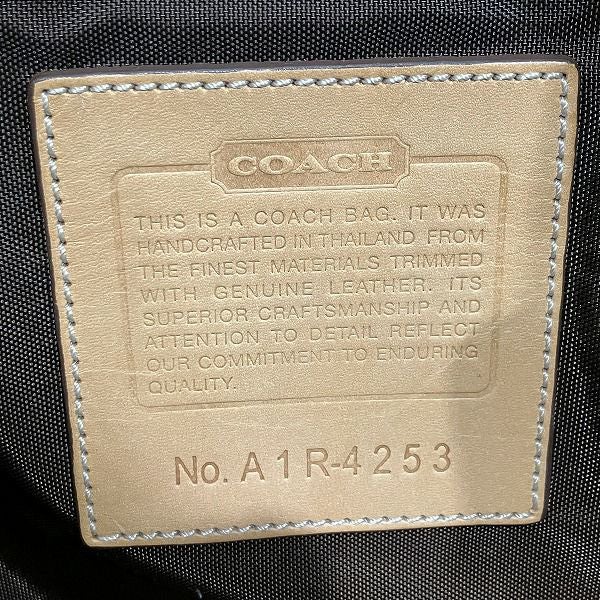 COACH
THIS IS A COACH BAG. IT WAS
HANDCRAFTED IN THAILAND FROM
THE FINEST MATERIALS TRIMMED
WITH GENUINE LEATHER. ITS
SUPERIOR CRAFTSMANSHIP AND
ATTENTION TO DETAIL REFLECT
OUR COMMITMENT TO ENDURING
QUALITY.
No. A1R-4253